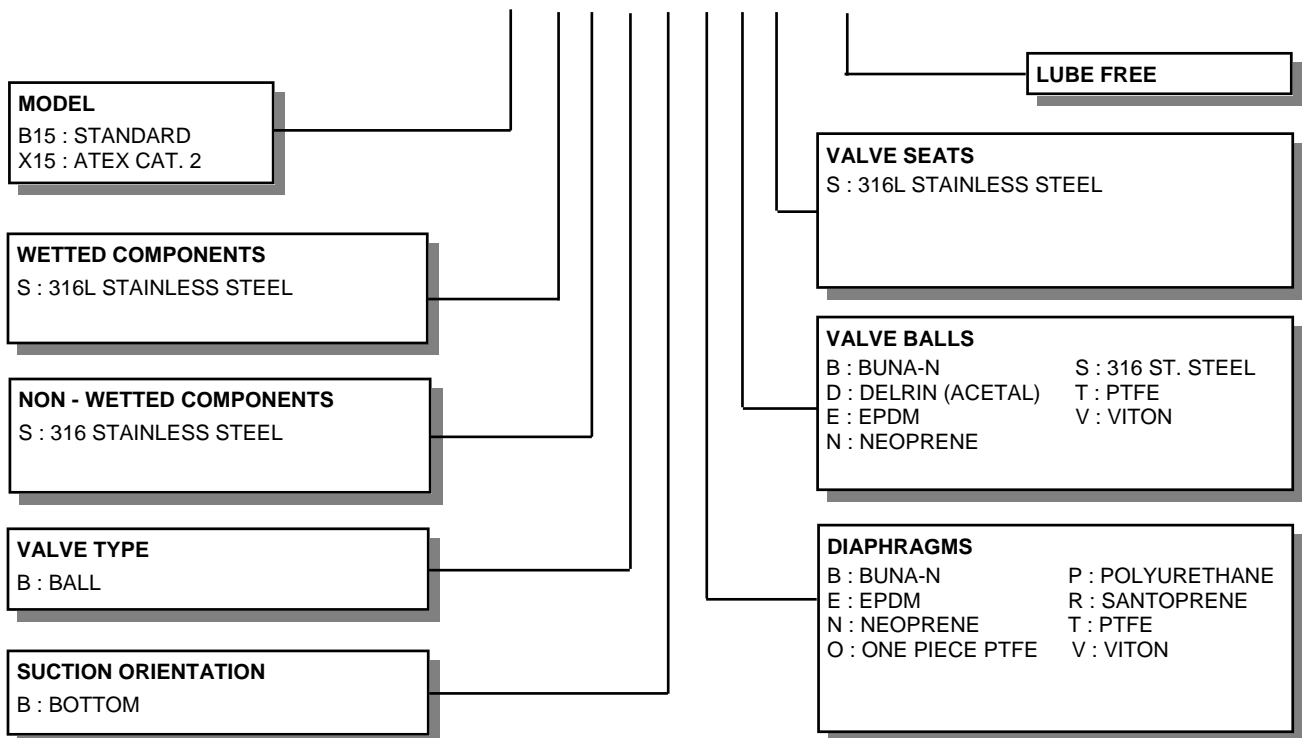 MODEL
B15 : STANDARD
X15 : ATEX CAT. 2
WETTED COMPONENTS
S : 316L STAINLESS STEEL
NON - WETTED COMPONENTS
S : 316 STAINLESS STEEL
VALVE TYPE
B : BALL
SUCTION ORIENTATION
B : BOTTOM
LUBE FREE
VALVE SEATS
S : 316L STAINLESS STEEL
VALVE BALLS
B : BUNA-N S : 316 ST. STEEL
D : DELRIN (ACETAL) T : PTFE
E : EPDM V : VITON
N : NEOPRENE
DIAPHRAGMS
B : BUNA-N P : POLYURETHANE
E : EPDM R : SANTOPRENE
N : NEOPRENE T : PTFE
O : ONE PIECE PTFE V : VITON